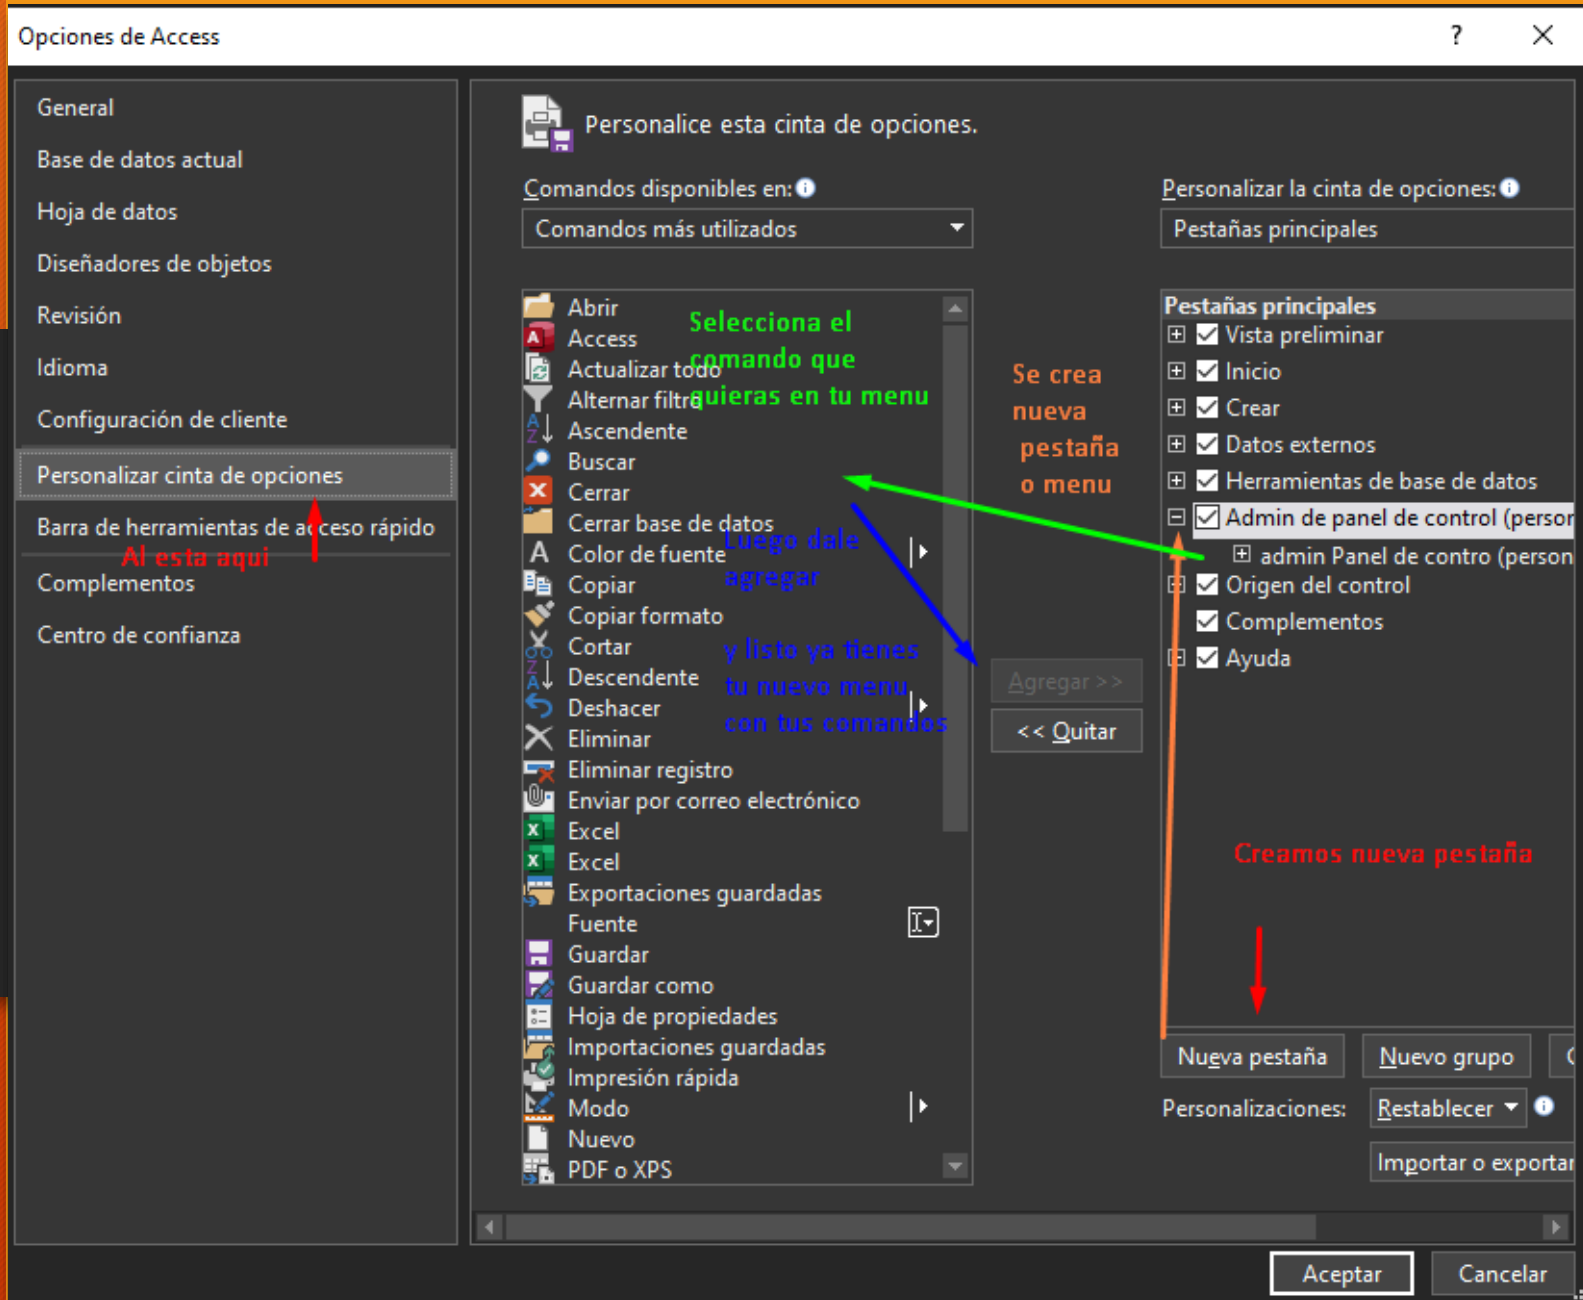 Opciones de Access
?
General
Base de datos actual
Hoja de datos
Diseñadores de objetos
Revisión
Idioma
Configuración de cliente
Personalizar cinta de opciones
Barra de herramientas de acceso rápido
Al esta aqui
Complementos
Centro de confianza
Personalice esta cinta de opciones.
Comandos disponibles en:
Comandos más utilizados
Abrir
Access
Actualizar todo
Alternar filtro
Ascendente
Buscar
Cerrar
Cerrar base de datos
Color de fuente
Copiar
Copiar formato
Cortar
Descendente
Deshacer
Eliminar
Eliminar registro
Enviar por correo electrónico
Excel
Excel
Exportaciones guardadas
Fuente
Guardar
Guardar como
Hoja de propiedades
Importaciones guardadas
Impresión rápida
Modo
Nuevo
PDF o XPS
Selecciona el
comando que
quieras en tu menu
Luego dale
agregar
y listo ya tienes
tu nuevo menu
con tus comandos
Se crea
nueva
pestaña
o menu
Agregar >>
<< Quitar
Personalizar la cinta de opciones:
Pestañas principales
Pestañas principales
Vista preliminar
Inicio
Crear
Datos externos
Herramientas de base de datos
Admin de panel de control (person
admin Panel de contro (person
Origen del control
Complementos
Ayuda
Creamos nueva pestaña
Nueva pestaña
Nuevo grupo
Personalizaciones:
Restablecer
Importar o exportar
Aceptar
Cancelar